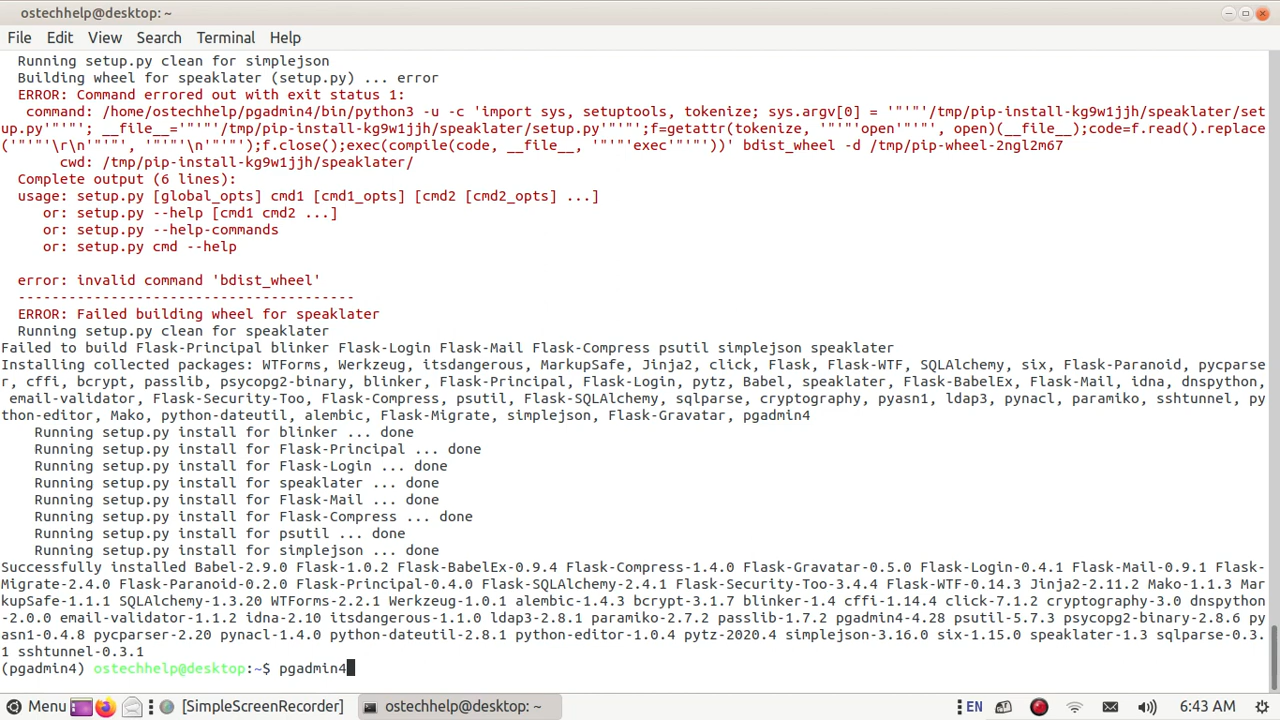 ostechhelp@desktop: ~
File Edit View Search Terminal Help
Running setup.py clean for simplejson
Building wheel for speaklater (setup.py) ... error
ERROR: Command errored out with exit status 1:
command: /home/ostechhelp/pgadmin4/bin/python3 -u -c 'import sys, setuptools, tokenize; sys.argv[0] = '"'"'/tmp/pip-install-kg9w1jjh/speaklater/set
up.py'"'"'; __file__='"'"'/tmp/pip-install-kg9w1jjh/speaklater/setup.py'"'"';f=getattr(tokenize, '"'"'open'"'"', open)(__file__);code=f.read().replace
('"'"'\r\n'"'"', '"'"'\n'"'"');f.close();exec(compile(code, __file__, '"'"'exec'"'"'))' bdist_wheel -d /tmp/pip-wheel-2ngl2m67
cwd: /tmp/pip-install-kg9w1jjh/speaklater/
Complete output (6 lines):
usage: setup.py [global_opts] cmd1 [cmd1_opts] [cmd2 [cmd2_opts] ...]
or: setup.py --help [cmd1 cmd2 ...]
or: setup.py --help-commands
or: setup.py cmd --help
error: invalid command 'bdist_wheel'
----------------------------------------
ERROR: Failed building wheel for speaklater
Running setup.py clean for speaklater
Failed to build Flask-Principal blinker Flask-Login Flask-Mail Flask-Compress psutil simplejson speaklater
Installing collected packages: WTForms, Werkzeug, itsdangerous, MarkupSafe, Jinja2, click, Flask, Flask-WTF, SQLAlchemy, six, Flask-Paranoid, pycparse
r, cffi, bcrypt, passlib, psycopg2-binary, blinker, Flask-Principal, Flask-Login, pytz, Babel, speaklater, Flask-BabelEx, Flask-Mail, idna, dnspython,
email-validator, Flask-Security-Too, Flask-Compress, psutil, Flask-SQLAlchemy, sqlparse, cryptography, pyasn1, ldap3, pynacl, paramiko, sshtunnel, py
thon-editor, Mako, python-dateutil, alembic, Flask-Migrate, simplejson, Flask-Gravatar, pgadmin4
Running setup.py install for blinker ... done
Running setup.py install for Flask-Principal ... done
Running setup.py install for Flask-Login ... done
Running setup.py install for speaklater ... done
Running setup.py install for Flask-Mail ... done
Running setup.py install for Flask-Compress ... done
Running setup.py install for psutil ... done
Running setup.py install for simplejson ... done
Successfully installed Babel-2.9.0 Flask-1.0.2 Flask-BabelEx-0.9.4 Flask-Compress-1.4.0 Flask-Gravatar-0.5.0 Flask-Login-0.4.1 Flask-Mail-0.9.1 Flask-
Migrate-2.4.0 Flask-Paranoid-0.2.0 Flask-Principal-0.4.0 Flask-SQLAlchemy-2.4.1 Flask-Security-Too-3.4.4 Flask-WTF-0.14.3 Jinja2-2.11.2 Mako-1.1.3 Mar
kupSafe-1.1.1 SQLAlchemy-1.3.20 WTForms-2.2.1 Werkzeug-1.0.1 alembic-1.4.3 bcrypt-3.1.7 blinker-1.4 cffi-1.14.4 click-7.1.2 cryptography-3.0 dnspython
-2.0.0 email-validator-1.1.2 idna-2.10 itsdangerous-1.1.0 ldap3-2.8.1 paramiko-2.7.2 passlib-1.7.2 pgadmin4-4.28 psutil-5.7.3 psycopg2-binary-2.8.6 py
asn1-0.4.8 pycparser-2.20 pynacl-1.4.0 python-dateutil-2.8.1 python-editor-1.0.4 pytz-2020.4 simplejson-3.16.0 six-1.15.0 speaklater-1.3 sqlparse-0.3.
1 sshtunnel-0.3.1
(pgadmin4) ostechhelp@desktop:~$ pgadmin4
Menu [SimpleScreenRecorder] ostechhelp@desktop: ~ EN 6:43 AM